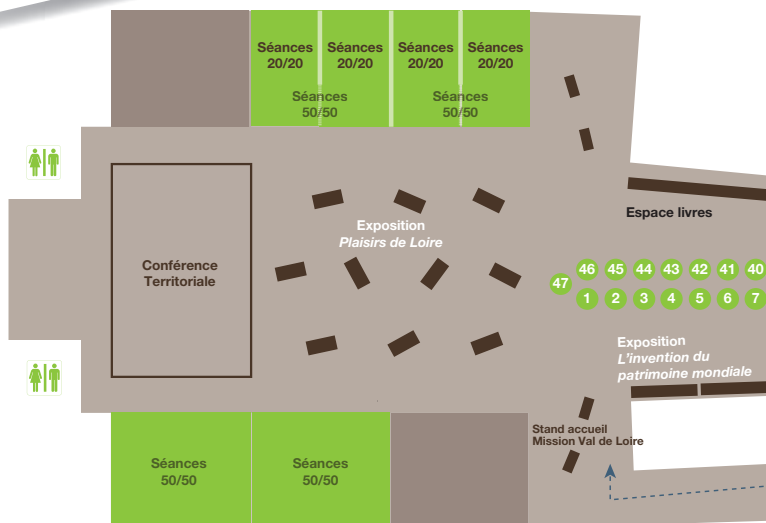 Séances
20/20
Séances
20/20
Séances
20/20
Séances
20/20
Séances
50/50
Séances
50/50
Exposition
Plaisirs de Loire
Conférence
Territoriale
Espace livres
47
46 45 44 43 42 41 40
1 2 3 4 5 6 7
Exposition
L'invention du
patrimoine mondiale
Stand accueil
Mission Val de Loire
Séances
50/50
Séances
50/50